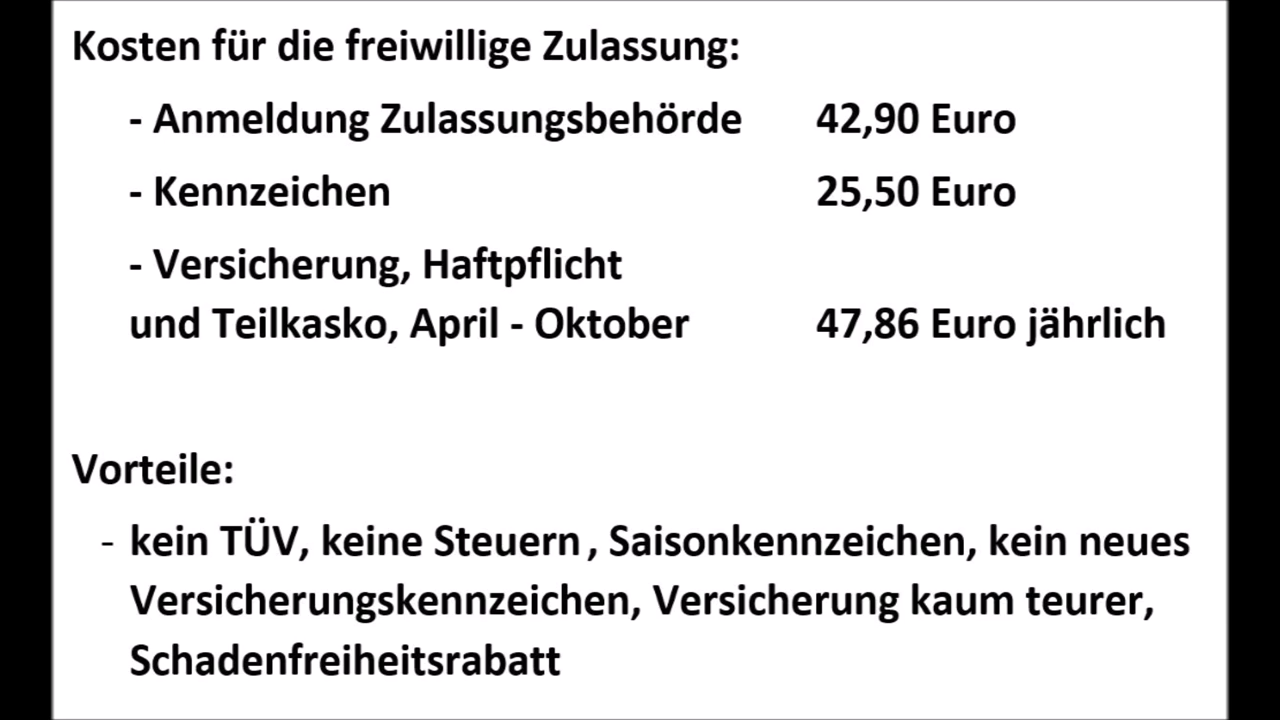 Kosten für die freiwillige Zulassung:
- Anmeldung Zulassungsbehörde 42,90 Euro
- Kennzeichen 25,50 Euro
- Versicherung, Haftpflicht
und Teilkasko, April - Oktober 47,86 Euro jährlich
Vorteile:
- kein TÜV, keine Steuern , Saisonkennzeichen, kein neues
Versicherungskennzeichen, Versicherung kaum teurer,
Schadenfreiheitsrabatt